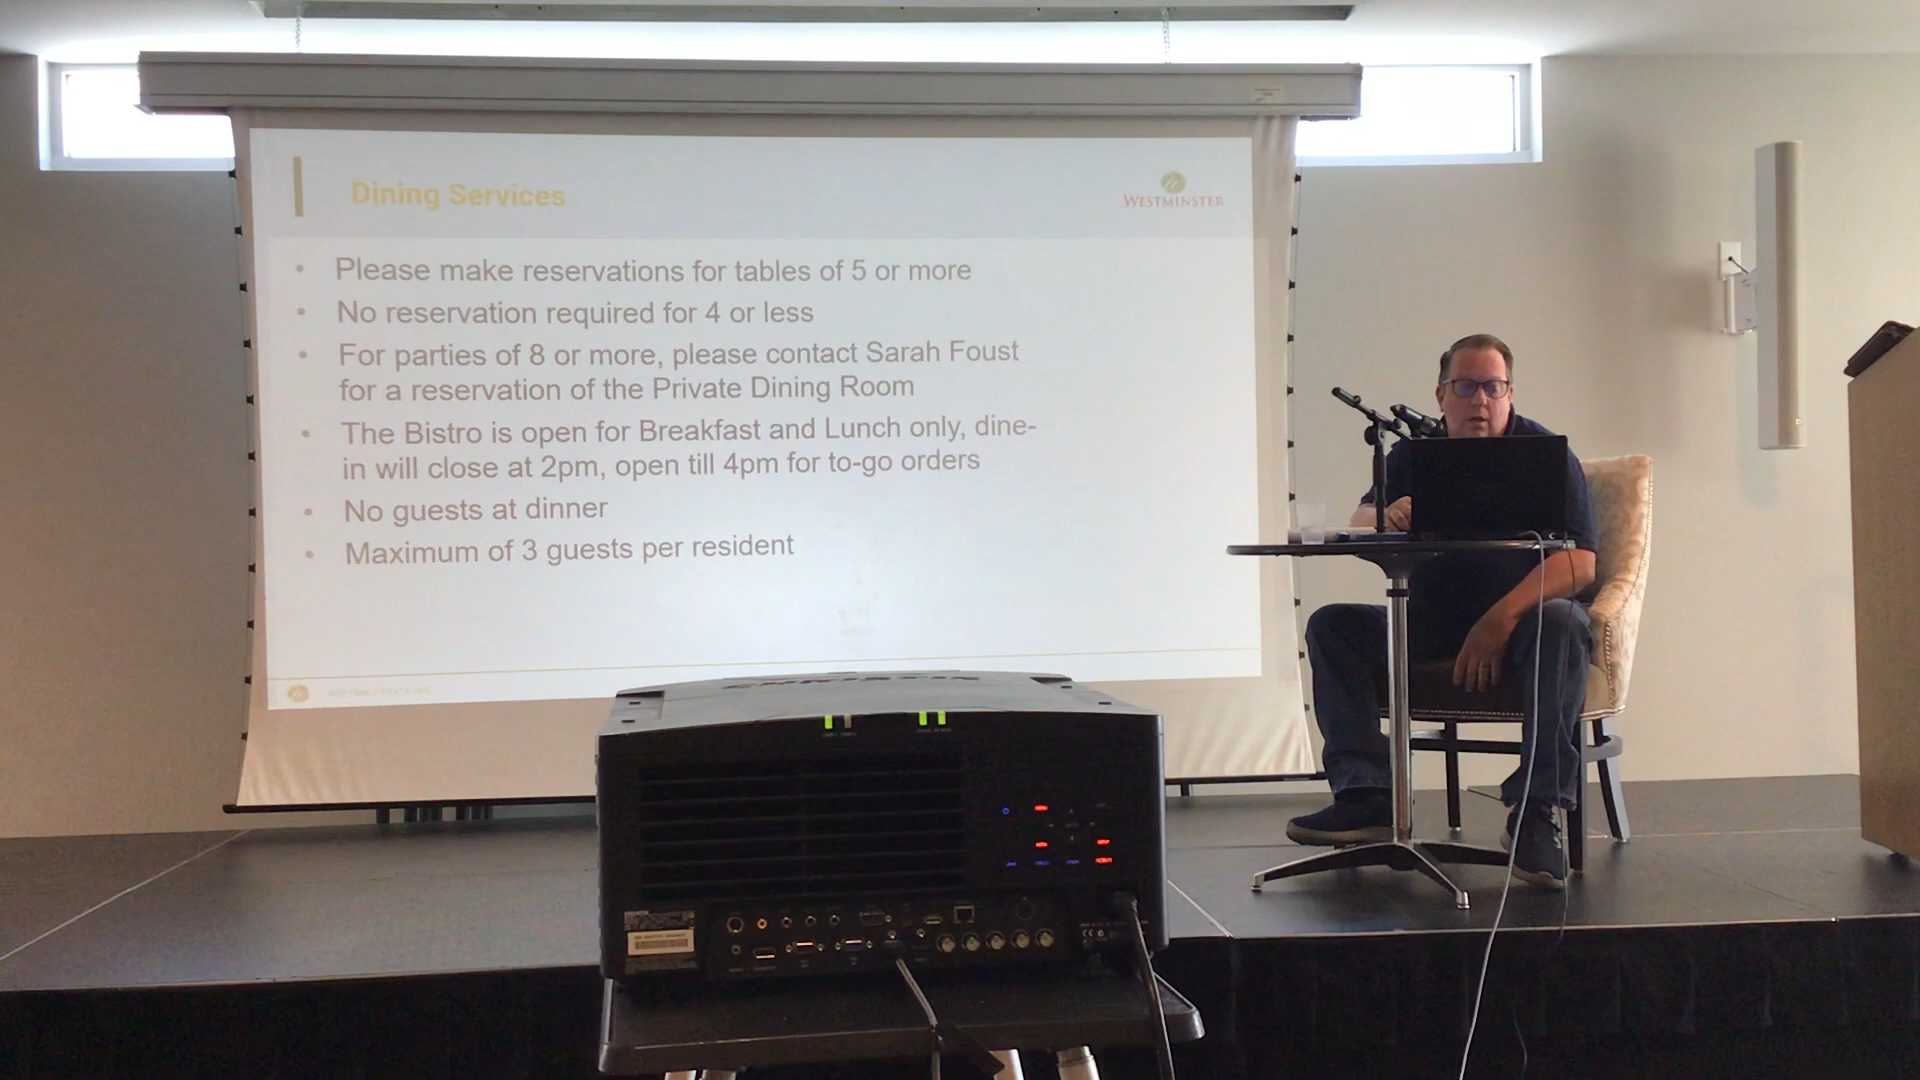 Dining Services
WESTMINSTER
• Please make reservations for tables of 5 or more
• No reservation required for 4 or less
• For parties of 8 or more, please contact Sarah Foust
for a reservation of the Private Dining Room
• The Bistro is open for Breakfast and Lunch only, dine-
in will close at 2pm, open till 4pm for to-go orders
• No guests at dinner
• Maximum of 3 guests per resident